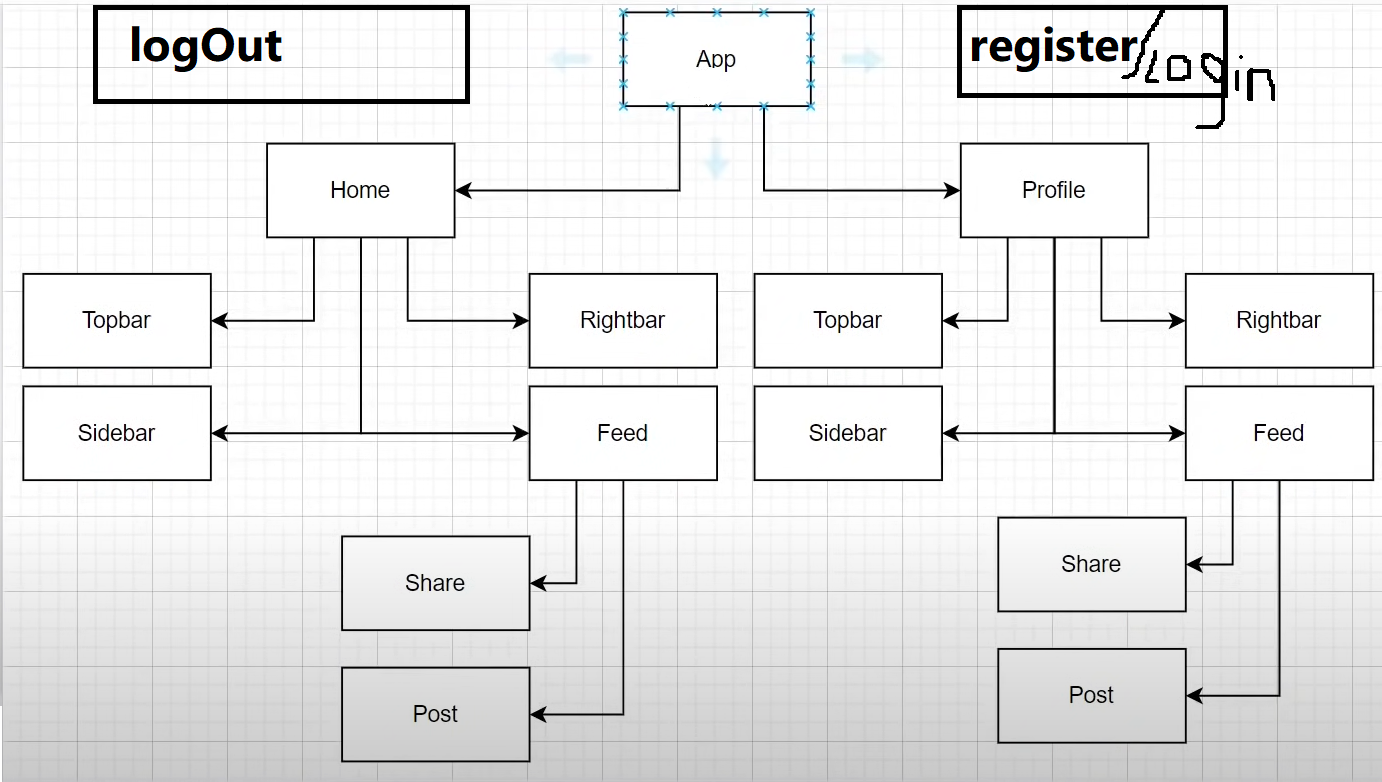 logOut
App
register/Login
Home
Profile
Topbar
Rightbar
Topbar
Rightbar
Sidebar
Feed
Sidebar
Feed
Share
Share
Post
Post